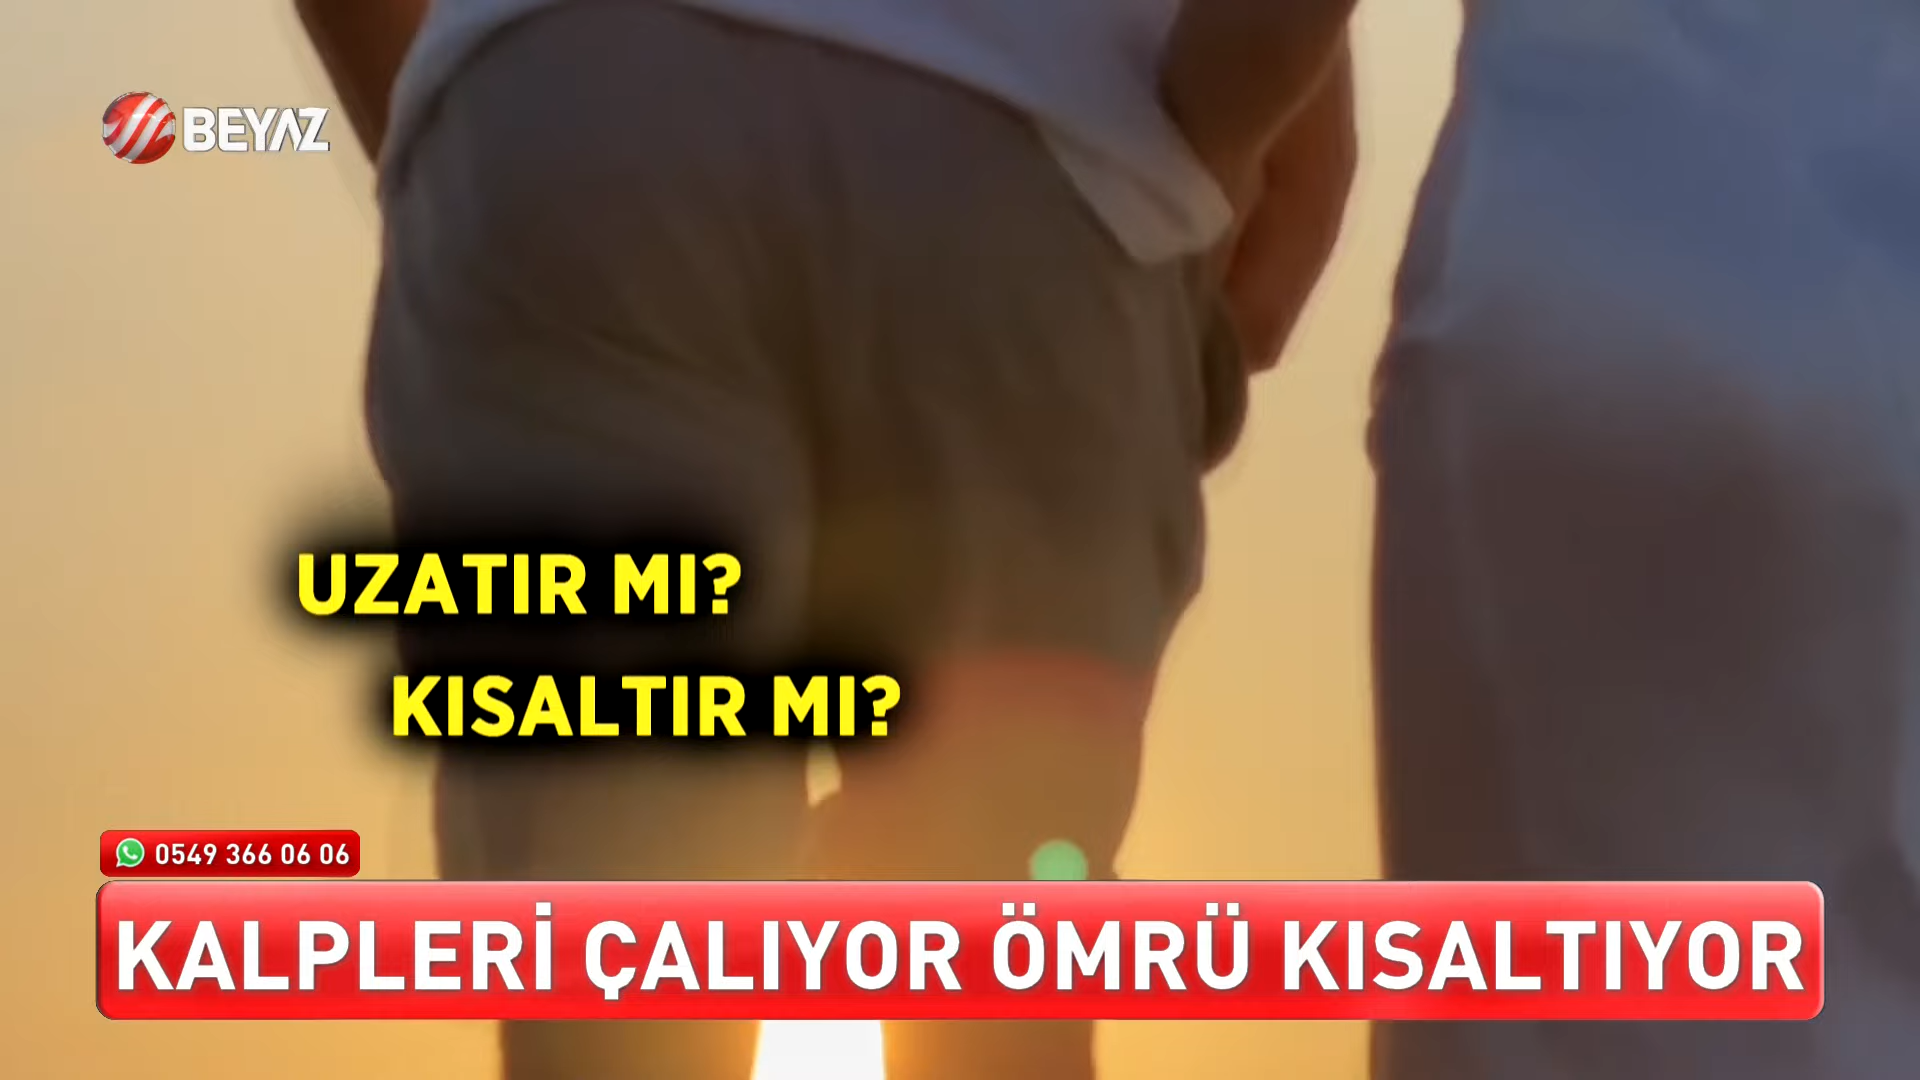 BEYAZ
UZATIR MI?
KISALTIR MI?
0549 366 06 06
KALPLERİ ÇALIYOR ÖMRÜ KISALTIYOR